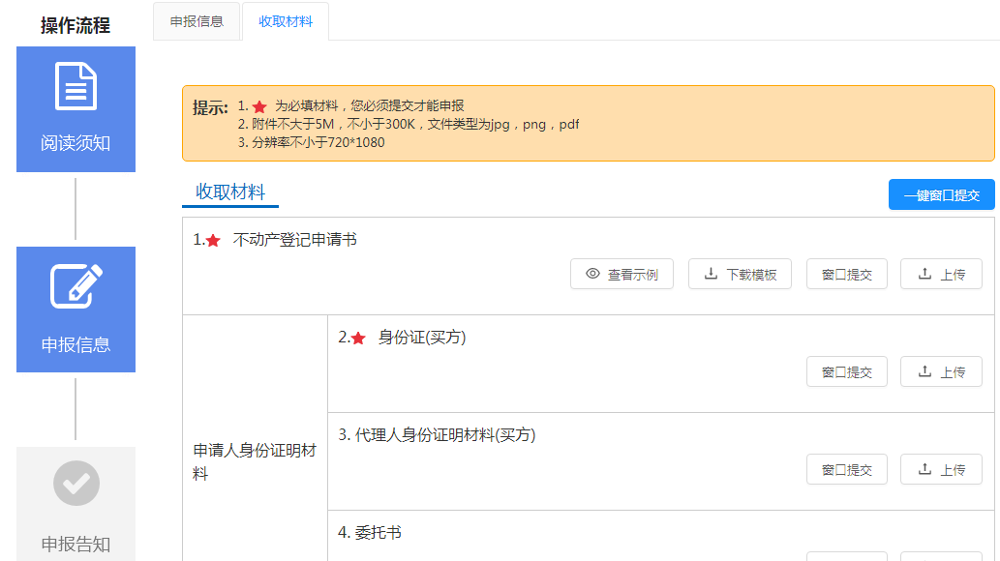 操作流程
阅读须知
申报信息
申报告知
申报信息
收取材料
提示: 1. 为必填材料，您必须提交才能申报
2. 附件不大于5M，不小于300K，文件类型为jpg，png，pdf
3. 分辨率不小于720*1080
收取材料
一键窗口提交
1. 不动产登记申请书
查看示例
下载模板
窗口提交
上传
申请人身份证明材
料
2. 身份证(买方)
窗口提交
上传
3. 代理人身份证明材料(买方)
窗口提交
上传
4. 委托书